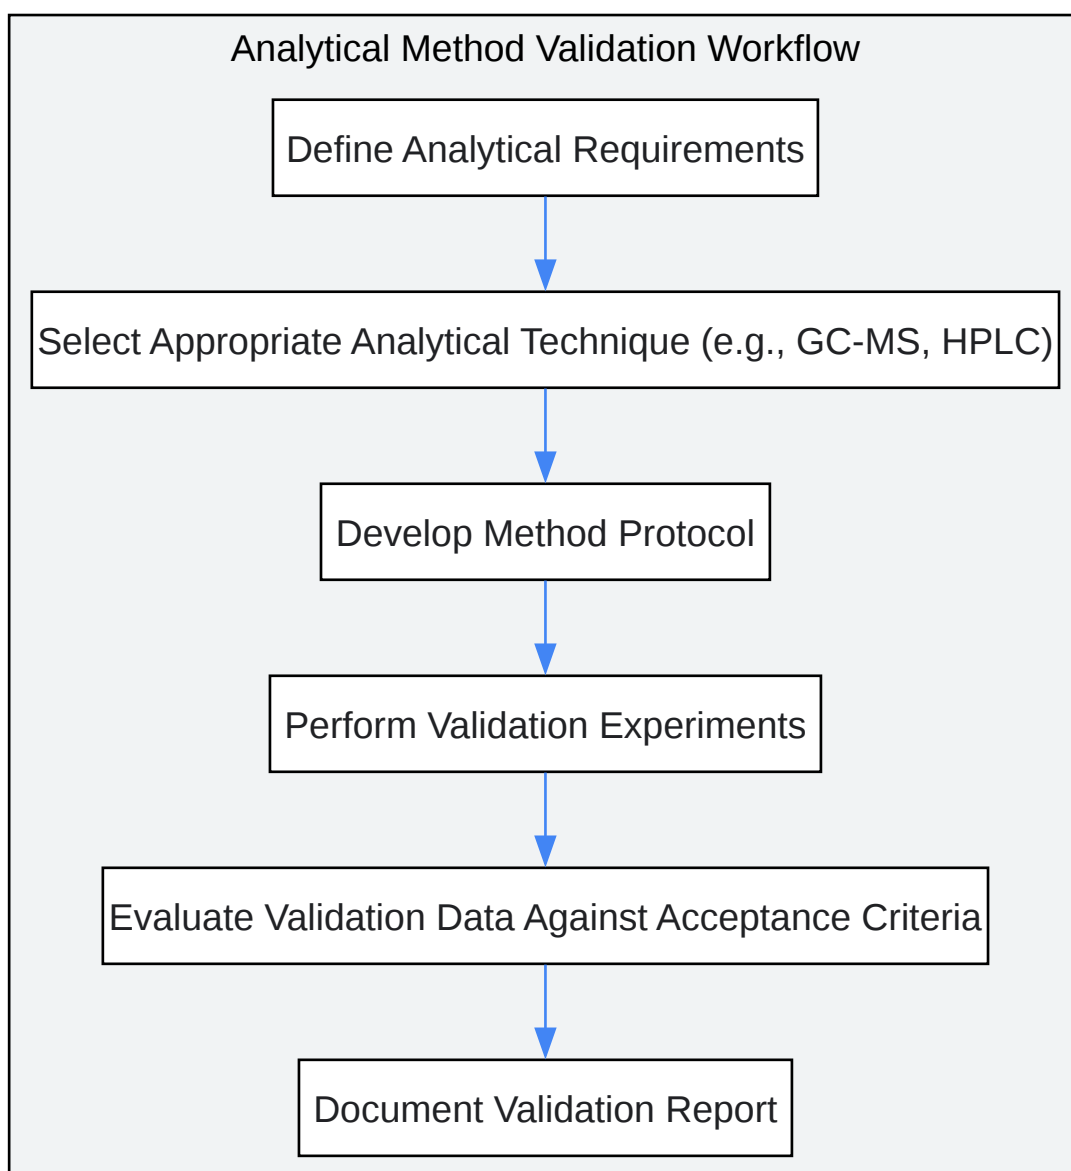 Analytical Method Validation Workflow
Define Analytical Requirements
Select Appropriate Analytical Technique (e.g., GC-MS, HPLC)
Develop Method Protocol
Perform Validation Experiments
Evaluate Validation Data Against Acceptance Criteria
Document Validation Report